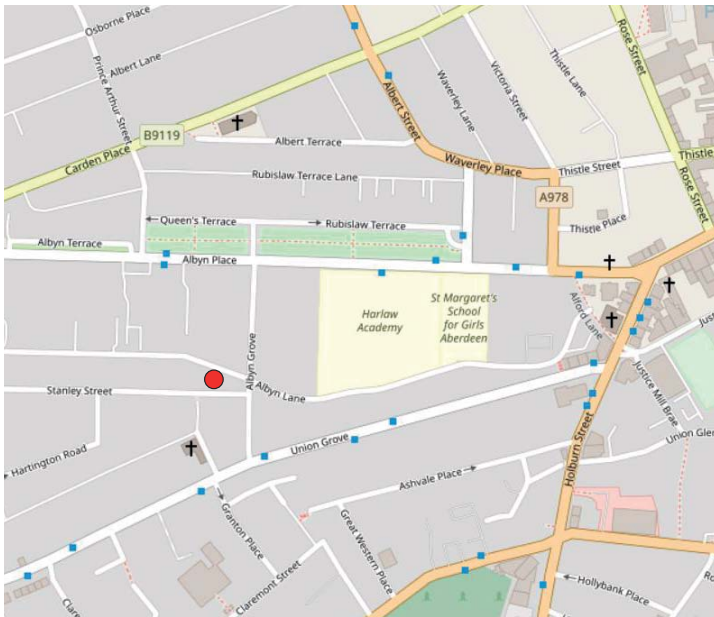 Osborne Place
Albert Lane
Prince Arthur Street
B9119
Carden Place
Albert Terrace
Albert Street
Waverley Lane
Victoria Street
Thistle Lane
Rose Street
Waverley Place
Thistle Street
Thistle
Rubislaw Terrace Lane
A978
Rose Street
Queen's Terrace
Rubislaw Terrace
Thistle Place
Albyn Terrace
Albyn Place
Harlaw
Academy
St Margaret's
School
for Girls
Aberdeen
Alford Lane
Albyn Grove
Albyn Lane
Stanley Street
Justice Mill Brae
Holburn Street
Union Grove
Hartington Road
Union Gle
Ashvale Place
Granton Place
Great Western Place
Claremont Street
Hollybank Place
Clare